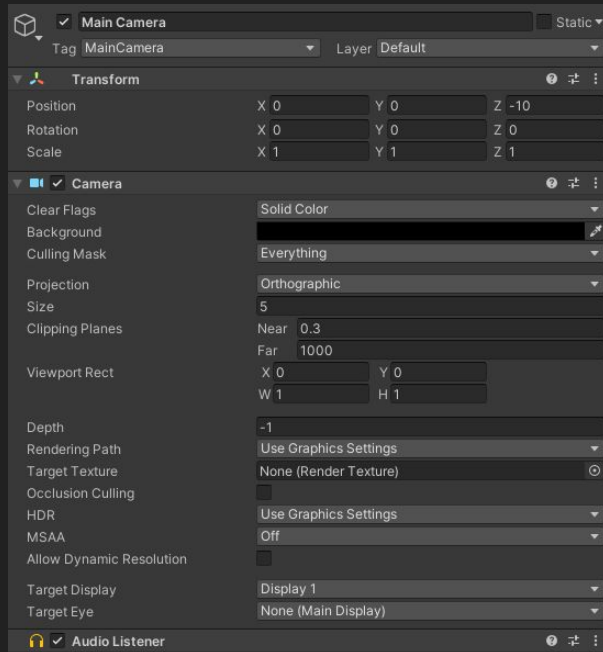 Main Camera Static
Tag MainCamera Layer Default
Transform
Position X 0 Y 0 Z -10
Rotation X 0 Y 0 Z 0
Scale X 1 Y 1 Z 1
Camera
Clear Flags Solid Color
Background
Culling Mask Everything
Projection Orthographic
Size 5
Clipping Planes Near 0.3
Far 1000
Viewport Rect X 0 Y 0
W 1 H 1
Depth -1
Rendering Path Use Graphics Settings
Target Texture None (Render Texture)
Occlusion Culling
HDR Use Graphics Settings
MSAA Off
Allow Dynamic Resolution
Target Display Display 1
Target Eye None (Main Display)
Audio Listener